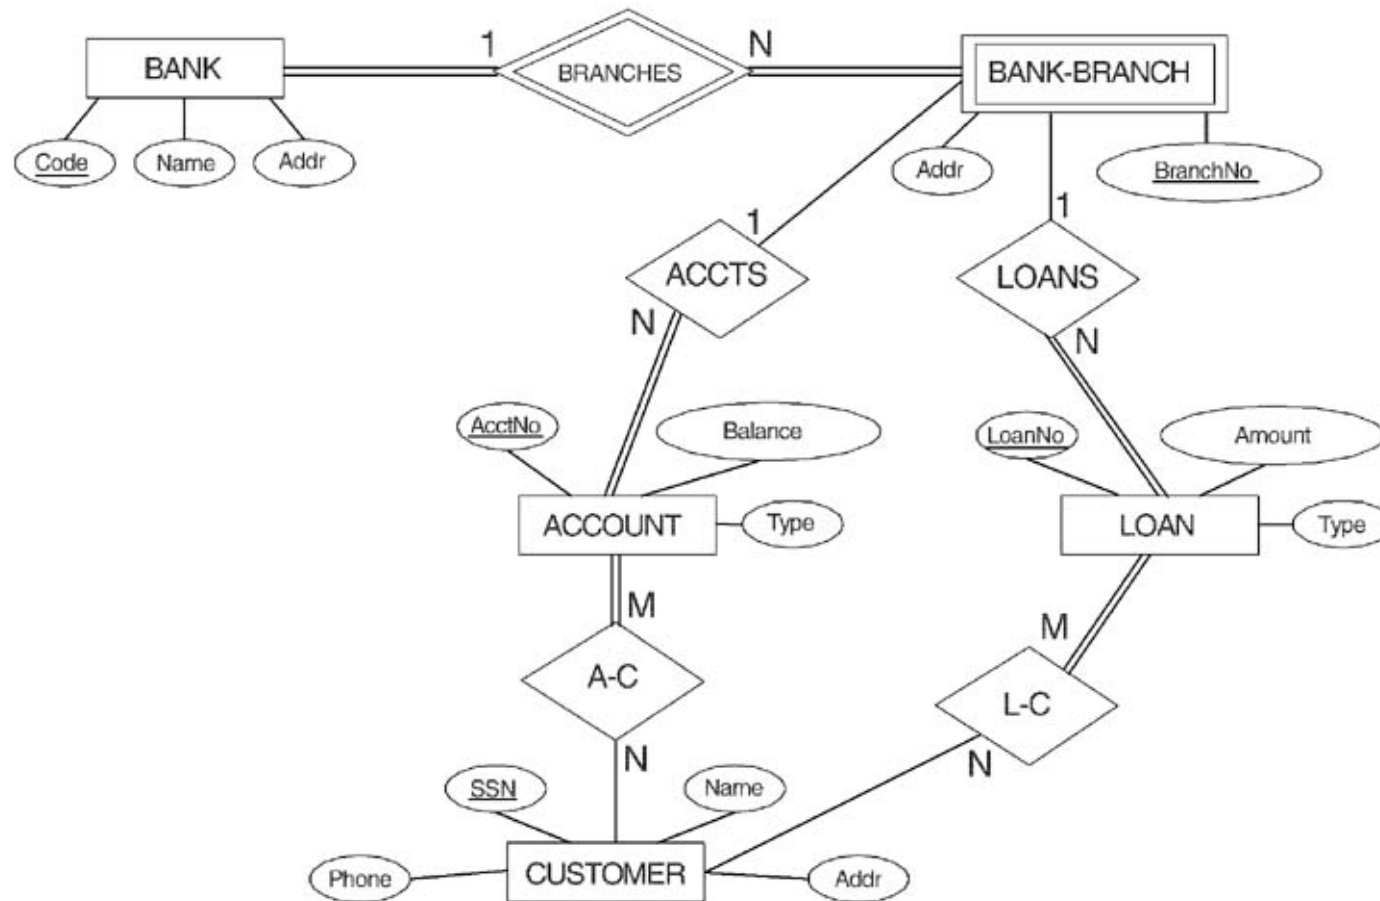 1
N
BANK
BRANCHES
BANK-BRANCH
Code
Name
Addr
Addr
BranchNo
1
1
ACCTS
LOANS
N
N
AcctNo
Balance
LoanNo
Amount
ACCOUNT
Type
LOAN
Type
M
M
A-C
L-C
N
N
SSN
Name
Phone
CUSTOMER
Addr